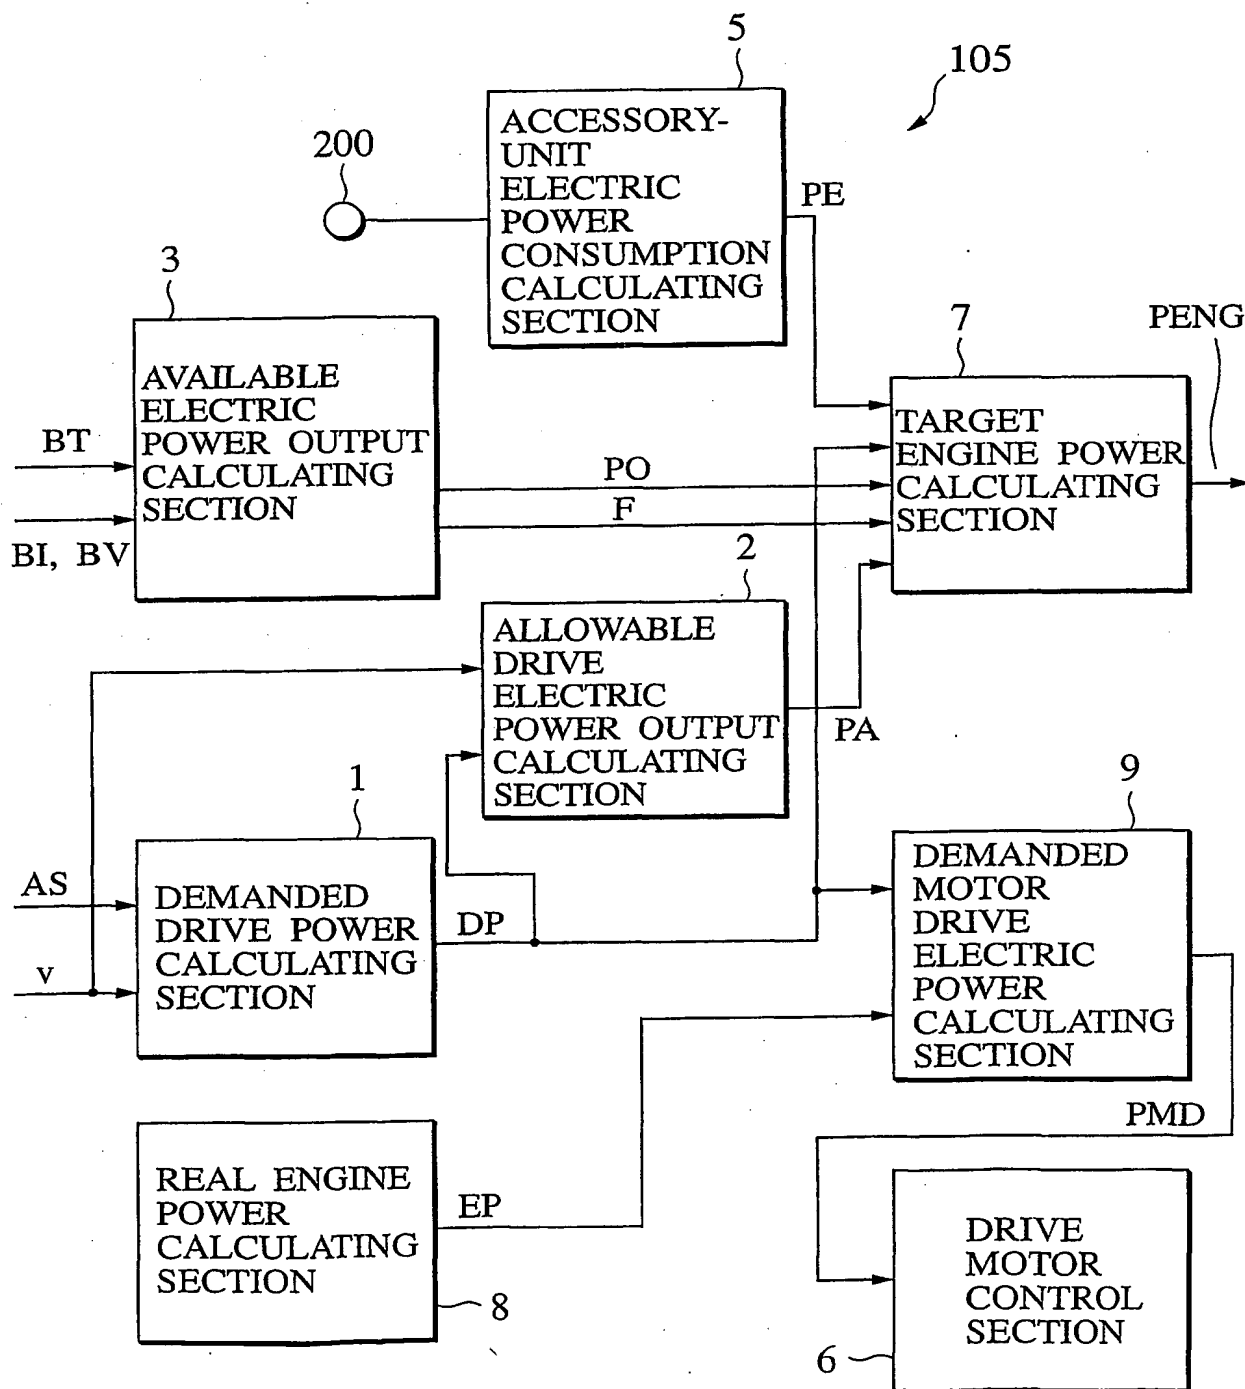 5
105
ACCESSORY-
UNIT
ELECTRIC
POWER
CONSUMPTION
CALCULATING
SECTION
200
PE
3
AVAILABLE
ELECTRIC
POWER OUTPUT
CALCULATING
SECTION
BT
BI, BV
PO
F
7
PENG
TARGET
ENGINE POWER
CALCULATING
SECTION
2
ALLOWABLE
DRIVE
ELECTRIC
POWER OUTPUT
CALCULATING
SECTION
PA
1
AS
v
DEMANDED
DRIVE POWER
CALCULATING
SECTION
DP
9
DEMANDED
MOTOR
DRIVE
ELECTRIC
POWER
CALCULATING
SECTION
PMD
REAL ENGINE
POWER
CALCULATING
SECTION
EP
8
DRIVE
MOTOR
CONTROL
SECTION
6